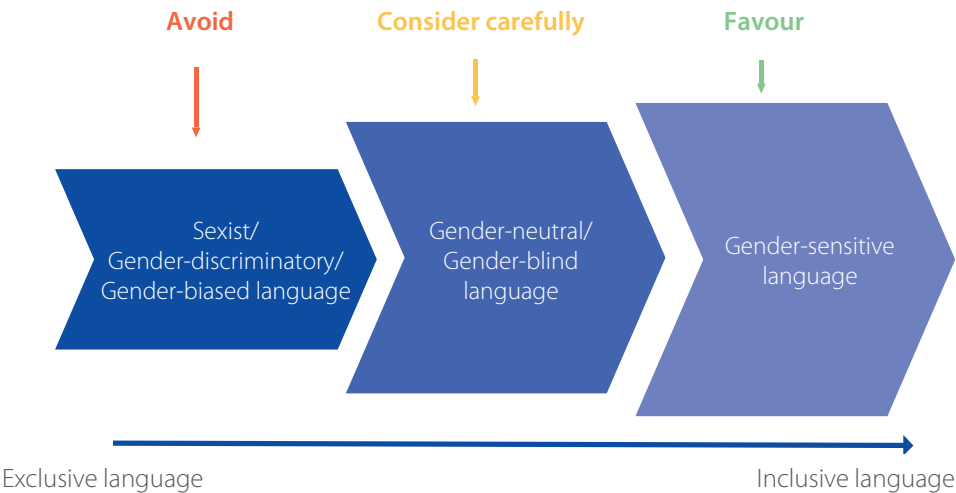 Avoid
Consider carefully
Favour
Sexist/
Gender-discriminatory/
Gender-biased language
Gender-neutral/
Gender-blind
language
Gender-sensitive
language
Exclusive language
Inclusive language